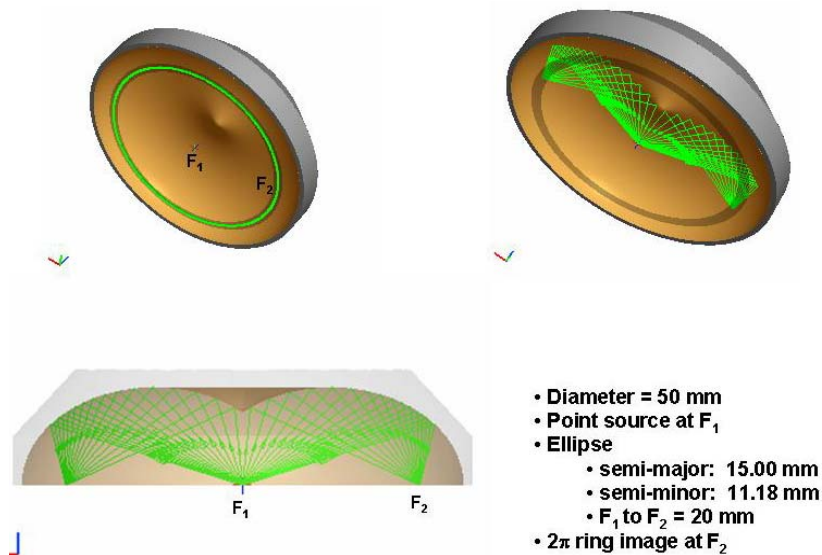 F₁
F₂
F₁
F₂
• Diameter = 50 mm
• Point source at F₁
• Ellipse
• semi-major: 15.00 mm
• semi-minor: 11.18 mm
• F₁ to F₂ = 20 mm
• 2π ring image at F₂